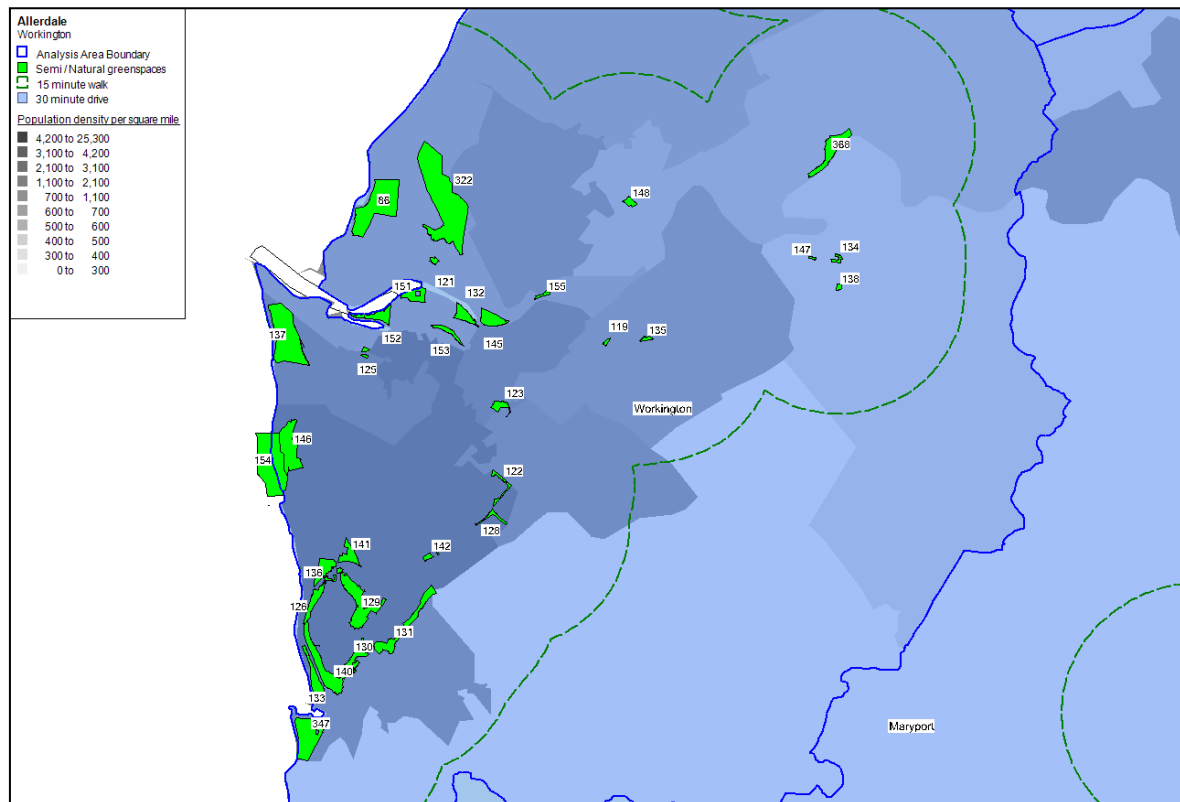 Allerdale
Workington
Analysis Area Boundary
Semi / Natural greenspaces
15 minute walk
30 minute drive
Population density per square mile
4,200 to 25,300
3,100 to 4,200
2,100 to 3,100
1,100 to 2,100
700 to 1,100
600 to 700
500 to 600
400 to 500
300 to 400
0 to 300
368
322
148
86
147
134
138
151
121
132
155
137
152
153
145
119
135
125
123
Workington
146
154
122
128
141
142
136
126
129
131
130
140
133
347
Maryport